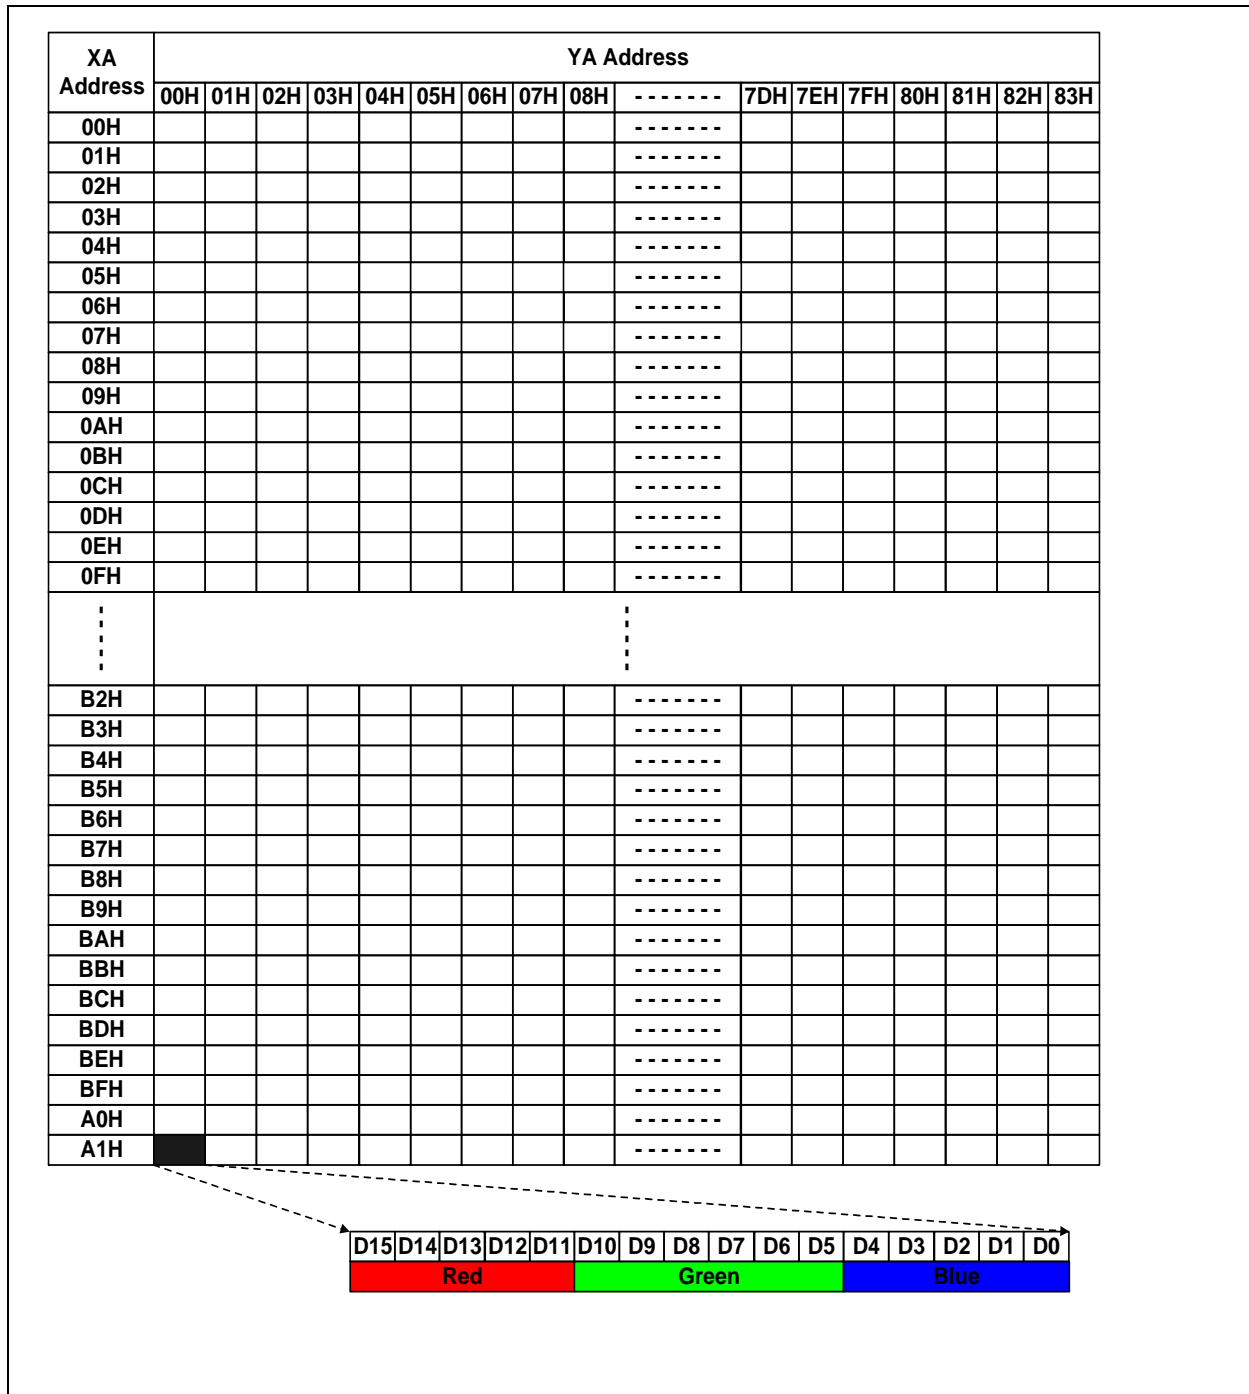 XA Address
YA Address
00H 01H 02H 03H 04H 05H 06H 07H 08H ------- 7DH 7EH 7FH 80H 81H 82H 83H
00H -------
01H -------
02H -------
03H -------
04H -------
05H -------
06H -------
07H -------
08H -------
09H -------
0AH -------
0BH -------
0CH -------
0DH -------
0EH -------
0FH -------
B2H -------
B3H -------
B4H -------
B5H -------
B6H -------
B7H -------
B8H -------
B9H -------
BAH -------
BBH -------
BCH -------
BDH -------
BEH -------
BFH -------
A0H -------
A1H -------
D15 D14 D13 D12 D11 D10 D9 D8 D7 D6 D5 D4 D3 D2 D1 D0
Red Green Blue